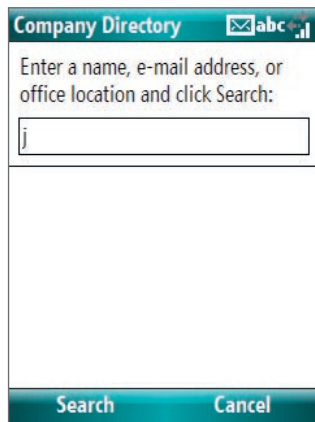 Company Directory abc
Enter a name, e-mail address, or
office location and click Search:
j
Search Cancel